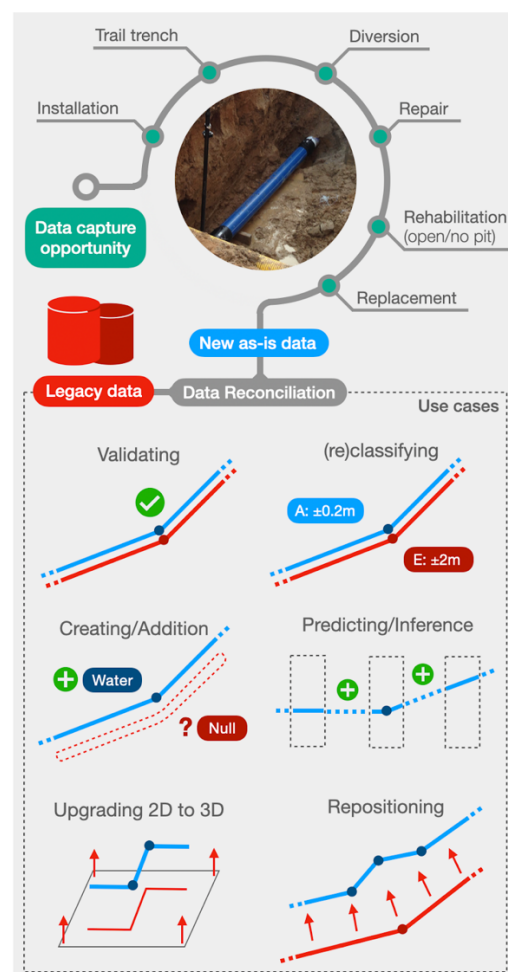 Trail trench
Diversion
Installation
Repair
Data capture
opportunity
Rehabilitation
(open/no pit)
Replacement
New as-is data
Legacy data
Data Reconciliation
Use cases
Validating
(re)classifying
A: ±0.2m
E: ±2m
Creating/Addition
Predicting/Inference
Water
? Null
Upgrading 2D to 3D
Repositioning